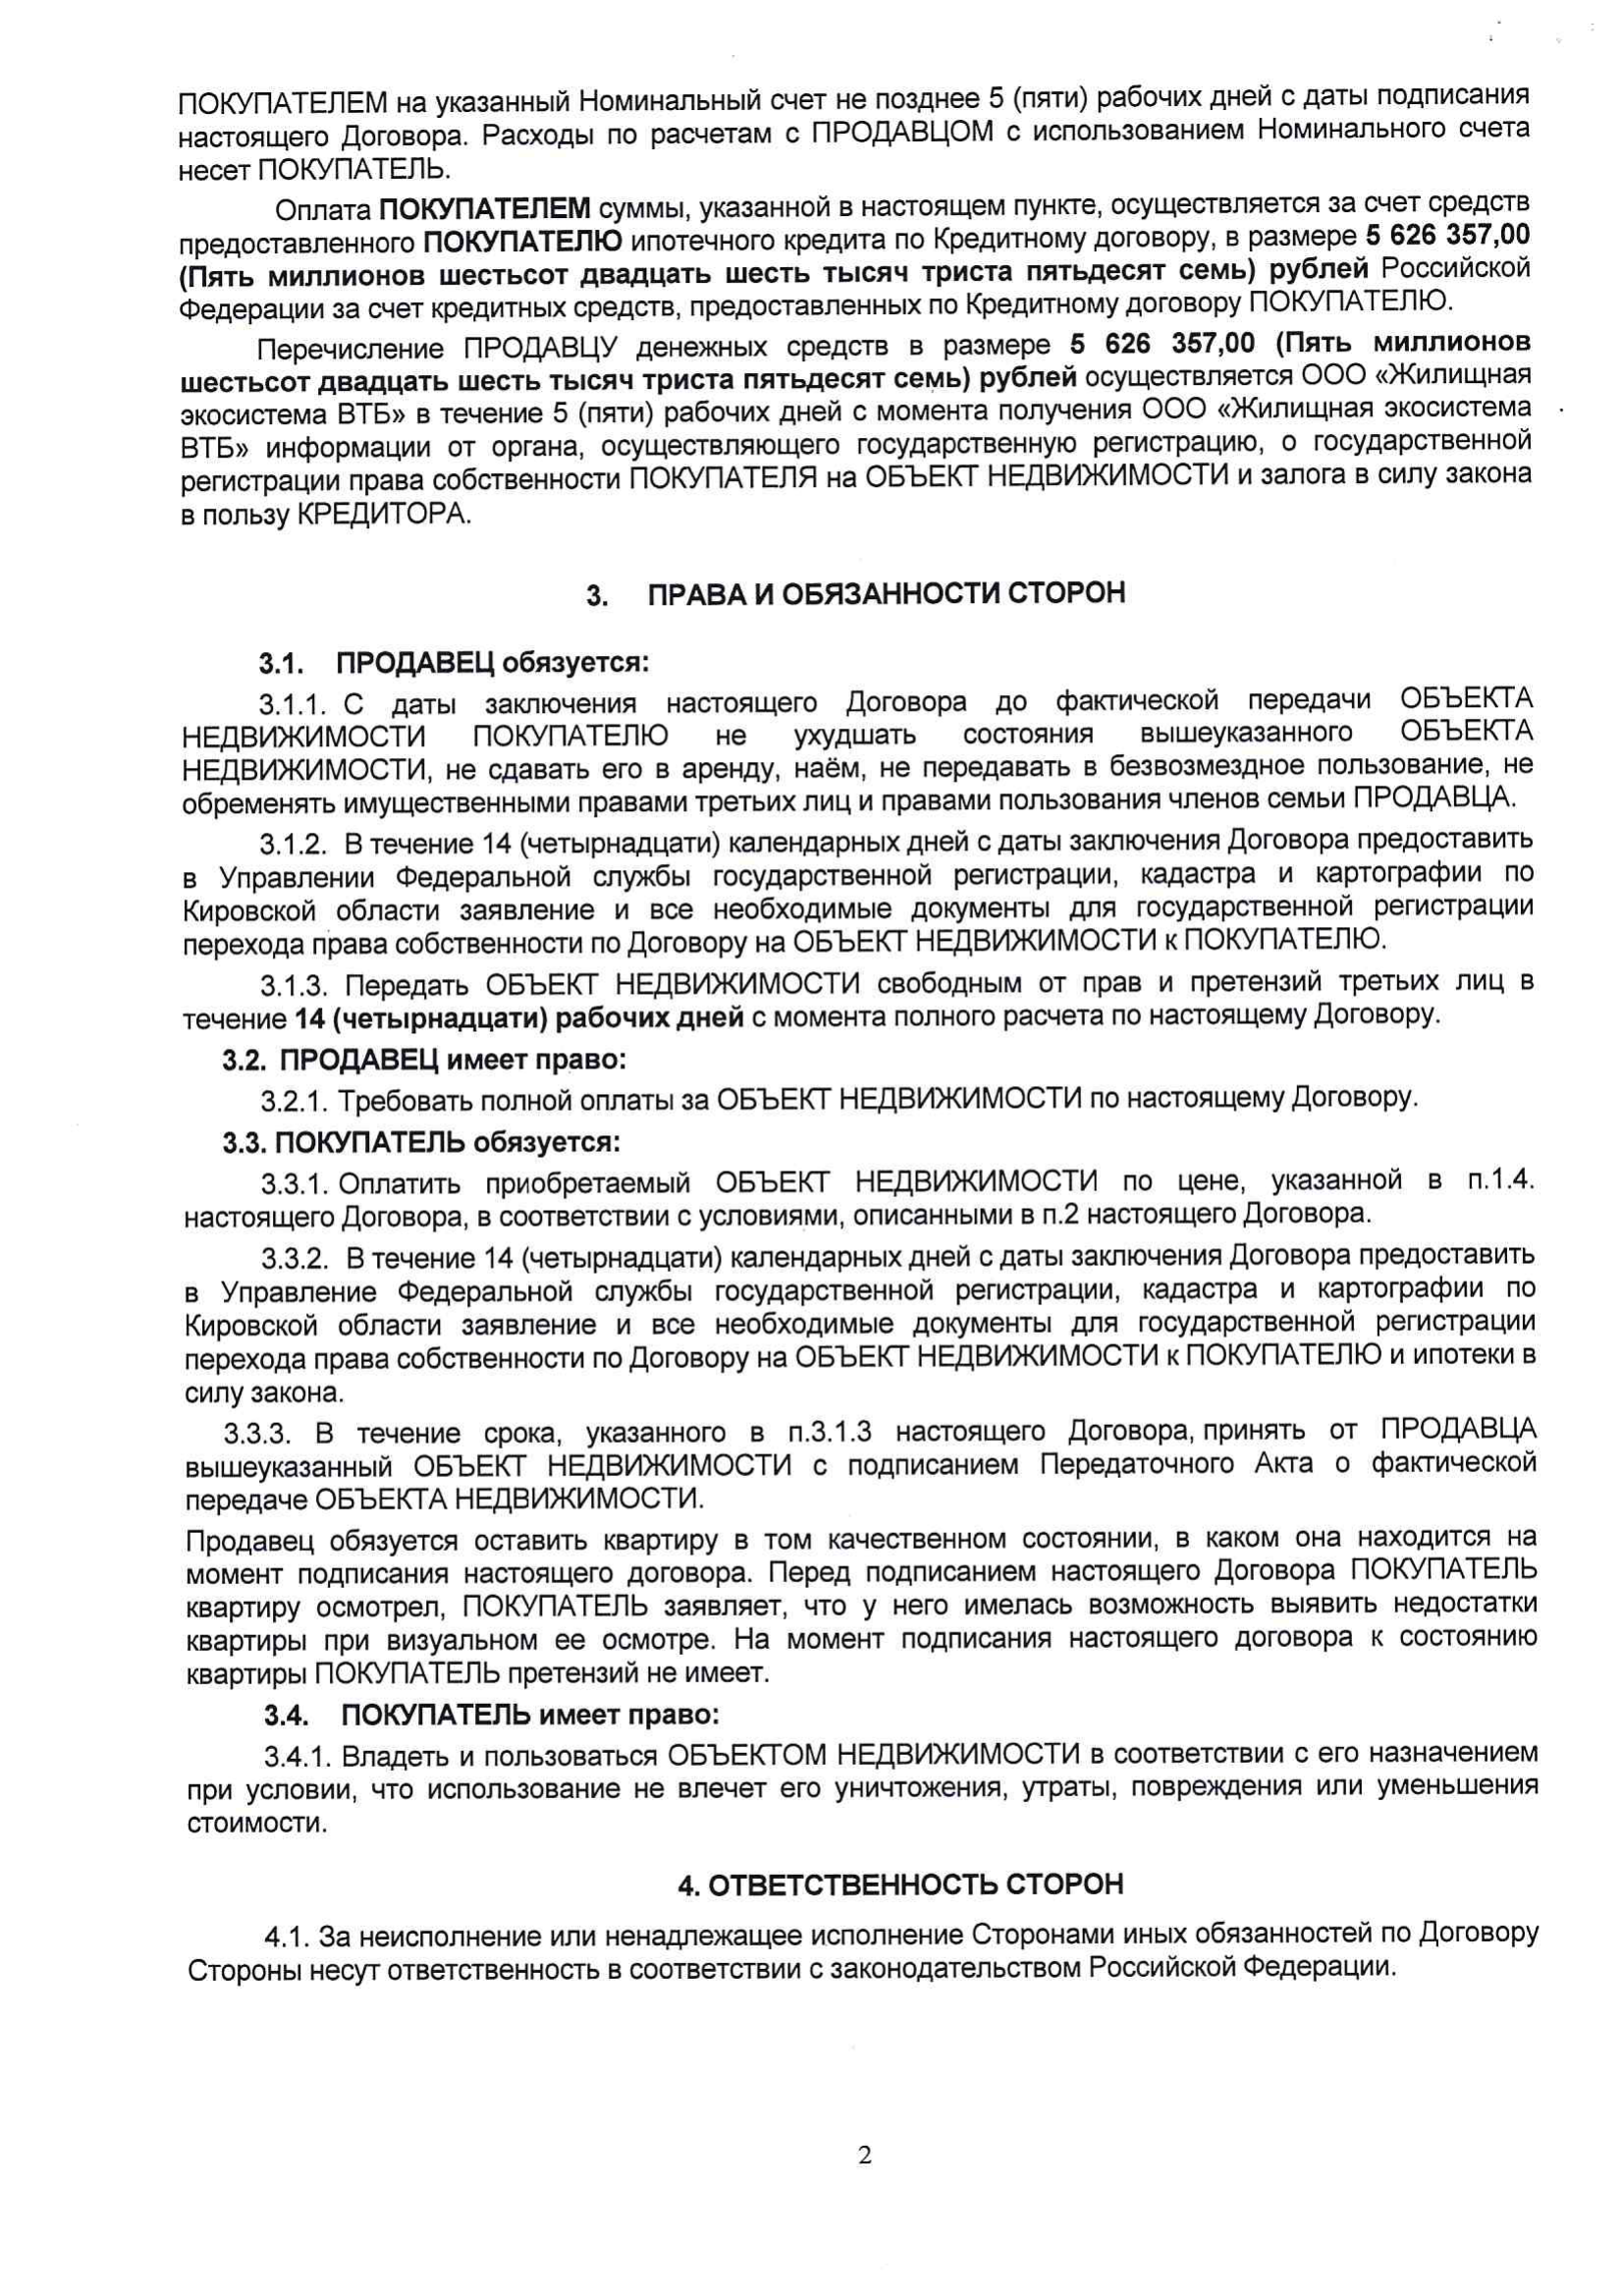 ПОКУПАТЕЛЕМ на указанный Номинальный счет не позднее 5 (пяти) рабочих дней с даты подписания
настоящего Договора. Расходы по расчетам с ПРОДАВЦОМ с использованием Номинального счета
несет ПОКУПАТЕЛЬ.
Оплата ПОКУПАТЕЛЕМ суммы, указанной в настоящем пункте, осуществляется за счет средств
предоставленного ПОКУПАТЕЛЮ ипотечного кредита по Кредитному договору, в размере 5 626 357,00
(Пять миллионов шестьсот двадцать шесть тысяч триста пятьдесят семь) рублей Российской
Федерации за счет кредитных средств, предоставленных по Кредитному договору ПОКУПАТЕЛЮ.
Перечисление ПРОДАВЦУ денежных средств в размере 5 626 357,00 (Пять миллионов
шестьсот двадцать шесть тысяч триста пятьдесят семь) рублей осуществляется ООО «Жилищная
экосистема ВТБ» в течение 5 (пяти) рабочих дней с момента получения ООО «Жилищная экосистема
ВТБ» информации от органа, осуществляющего государственную регистрацию, о государственной
регистрации права собственности ПОКУПАТЕЛЯ на ОБЪЕКТ НЕДВИЖИМОСТИ и залога в силу закона
в пользу КРЕДИТОРА.
3. ПРАВА И ОБЯЗАННОСТИ СТОРОН
3.1. ПРОДАВЕЦ обязуется:
3.1.1. С даты заключения настоящего Договора до фактической передачи ОБЪЕКТА
НЕДВИЖИМОСТИ ПОКУПАТЕЛЮ не ухудшать состояния вышеуказанного ОБЪЕКТА
НЕДВИЖИМОСТИ, не сдавать его в аренду, наём, не передавать в безвозмездное пользование, не
обременять имущественными правами третьих лиц и правами пользования членов семьи ПРОДАВЦА.
3.1.2. В течение 14 (четырнадцати) календарных дней с даты заключения Договора предоставить
в Управлении Федеральной службы государственной регистрации, кадастра и картографии по
Кировской области заявление и все необходимые документы для государственной регистрации
перехода права собственности по Договору на ОБЪЕКТ НЕДВИЖИМОСТИ к ПОКУПАТЕЛЮ.
3.1.3. Передать ОБЪЕКТ НЕДВИЖИМОСТИ свободным от прав и претензий третьих лиц в
течение 14 (четырнадцати) рабочих дней с момента полного расчета по настоящему Договору.
3.2. ПРОДАВЕЦ имеет право:
3.2.1. Требовать полной оплаты за ОБЪЕКТ НЕДВИЖИМОСТИ по настоящему Договору.
3.3. ПОКУПАТЕЛЬ обязуется:
3.3.1. Оплатить приобретаемый ОБЪЕКТ НЕДВИЖИМОСТИ по цене, указанной в п.1.4.
настоящего Договора, в соответствии с условиями, описанными в п.2 настоящего Договора.
3.3.2. В течение 14 (четырнадцати) календарных дней с даты заключения Договора предоставить
в Управление Федеральной службы государственной регистрации, кадастра и картографии по
Кировской области заявление и все необходимые документы для государственной регистрации
перехода права собственности по Договору на ОБЪЕКТ НЕДВИЖИМОСТИ к ПОКУПАТЕЛЮ и ипотеки в
силу закона.
3.3.3. В течение срока, указанного в п.3.1.3 настоящего Договора, принять от ПРОДАВЦА
вышеуказанный ОБЪЕКТ НЕДВИЖИМОСТИ с подписанием Передаточного Акта о фактической
передаче ОБЪЕКТА НЕДВИЖИМОСТИ.
Продавец обязуется оставить квартиру в том качественном состоянии, в каком она находится на
момент подписания настоящего договора. Перед подписанием настоящего Договора ПОКУПАТЕЛЬ
квартиру осмотрел, ПОКУПАТЕЛЬ заявляет, что у него имелась возможность выявить недостатки
квартиры при визуальном ее осмотре. На момент подписания настоящего договора к состоянию
квартиры ПОКУПАТЕЛЬ претензий не имеет.
3.4. ПОКУПАТЕЛЬ имеет право:
3.4.1. Владеть и пользоваться ОБЪЕКТОМ НЕДВИЖИМОСТИ в соответствии с его назначением
при условии, что использование не влечет его уничтожения, утраты, повреждения или уменьшения
стоимости.
4. ОТВЕТСТВЕННОСТЬ СТОРОН
4.1. За неисполнение или ненадлежащее исполнение Сторонами иных обязанностей по Договору
Стороны несут ответственность в соответствии с законодательством Российской Федерации.
2